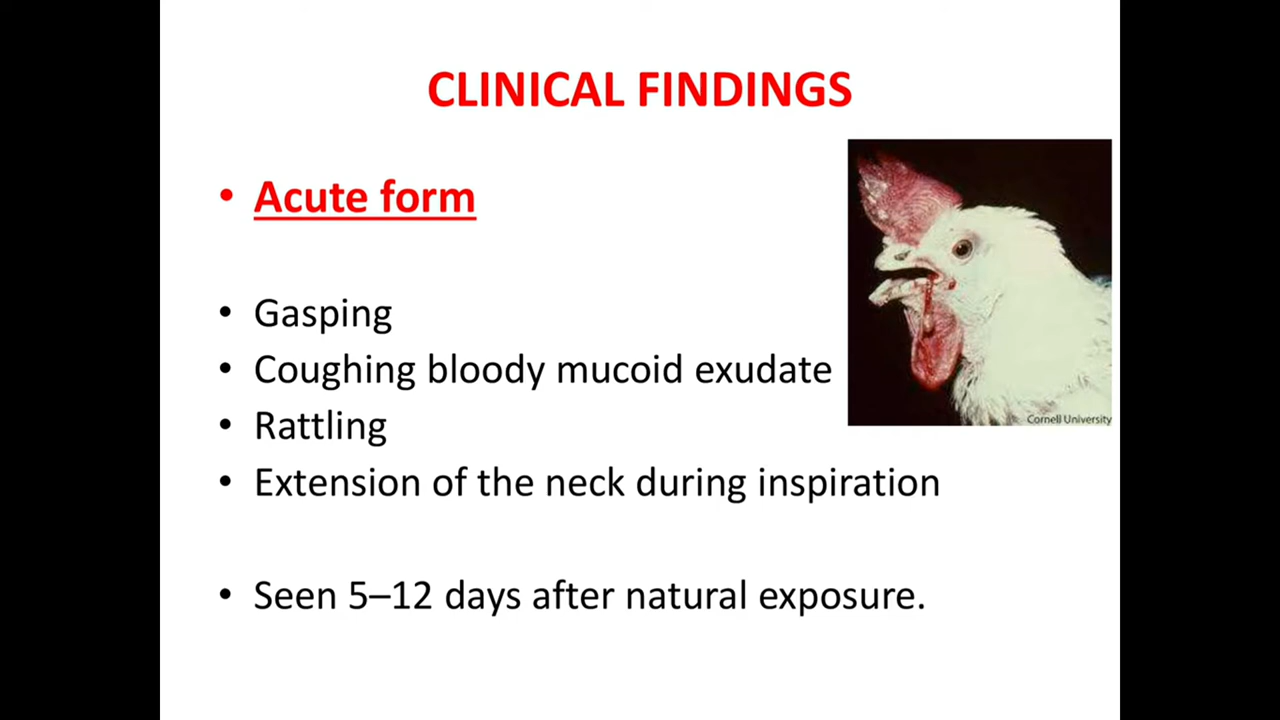 CLINICAL FINDINGS
• Acute form
• Gasping
• Coughing bloody mucoid exudate
• Rattling
• Extension of the neck during inspiration
• Seen 5–12 days after natural exposure.
Cornell University